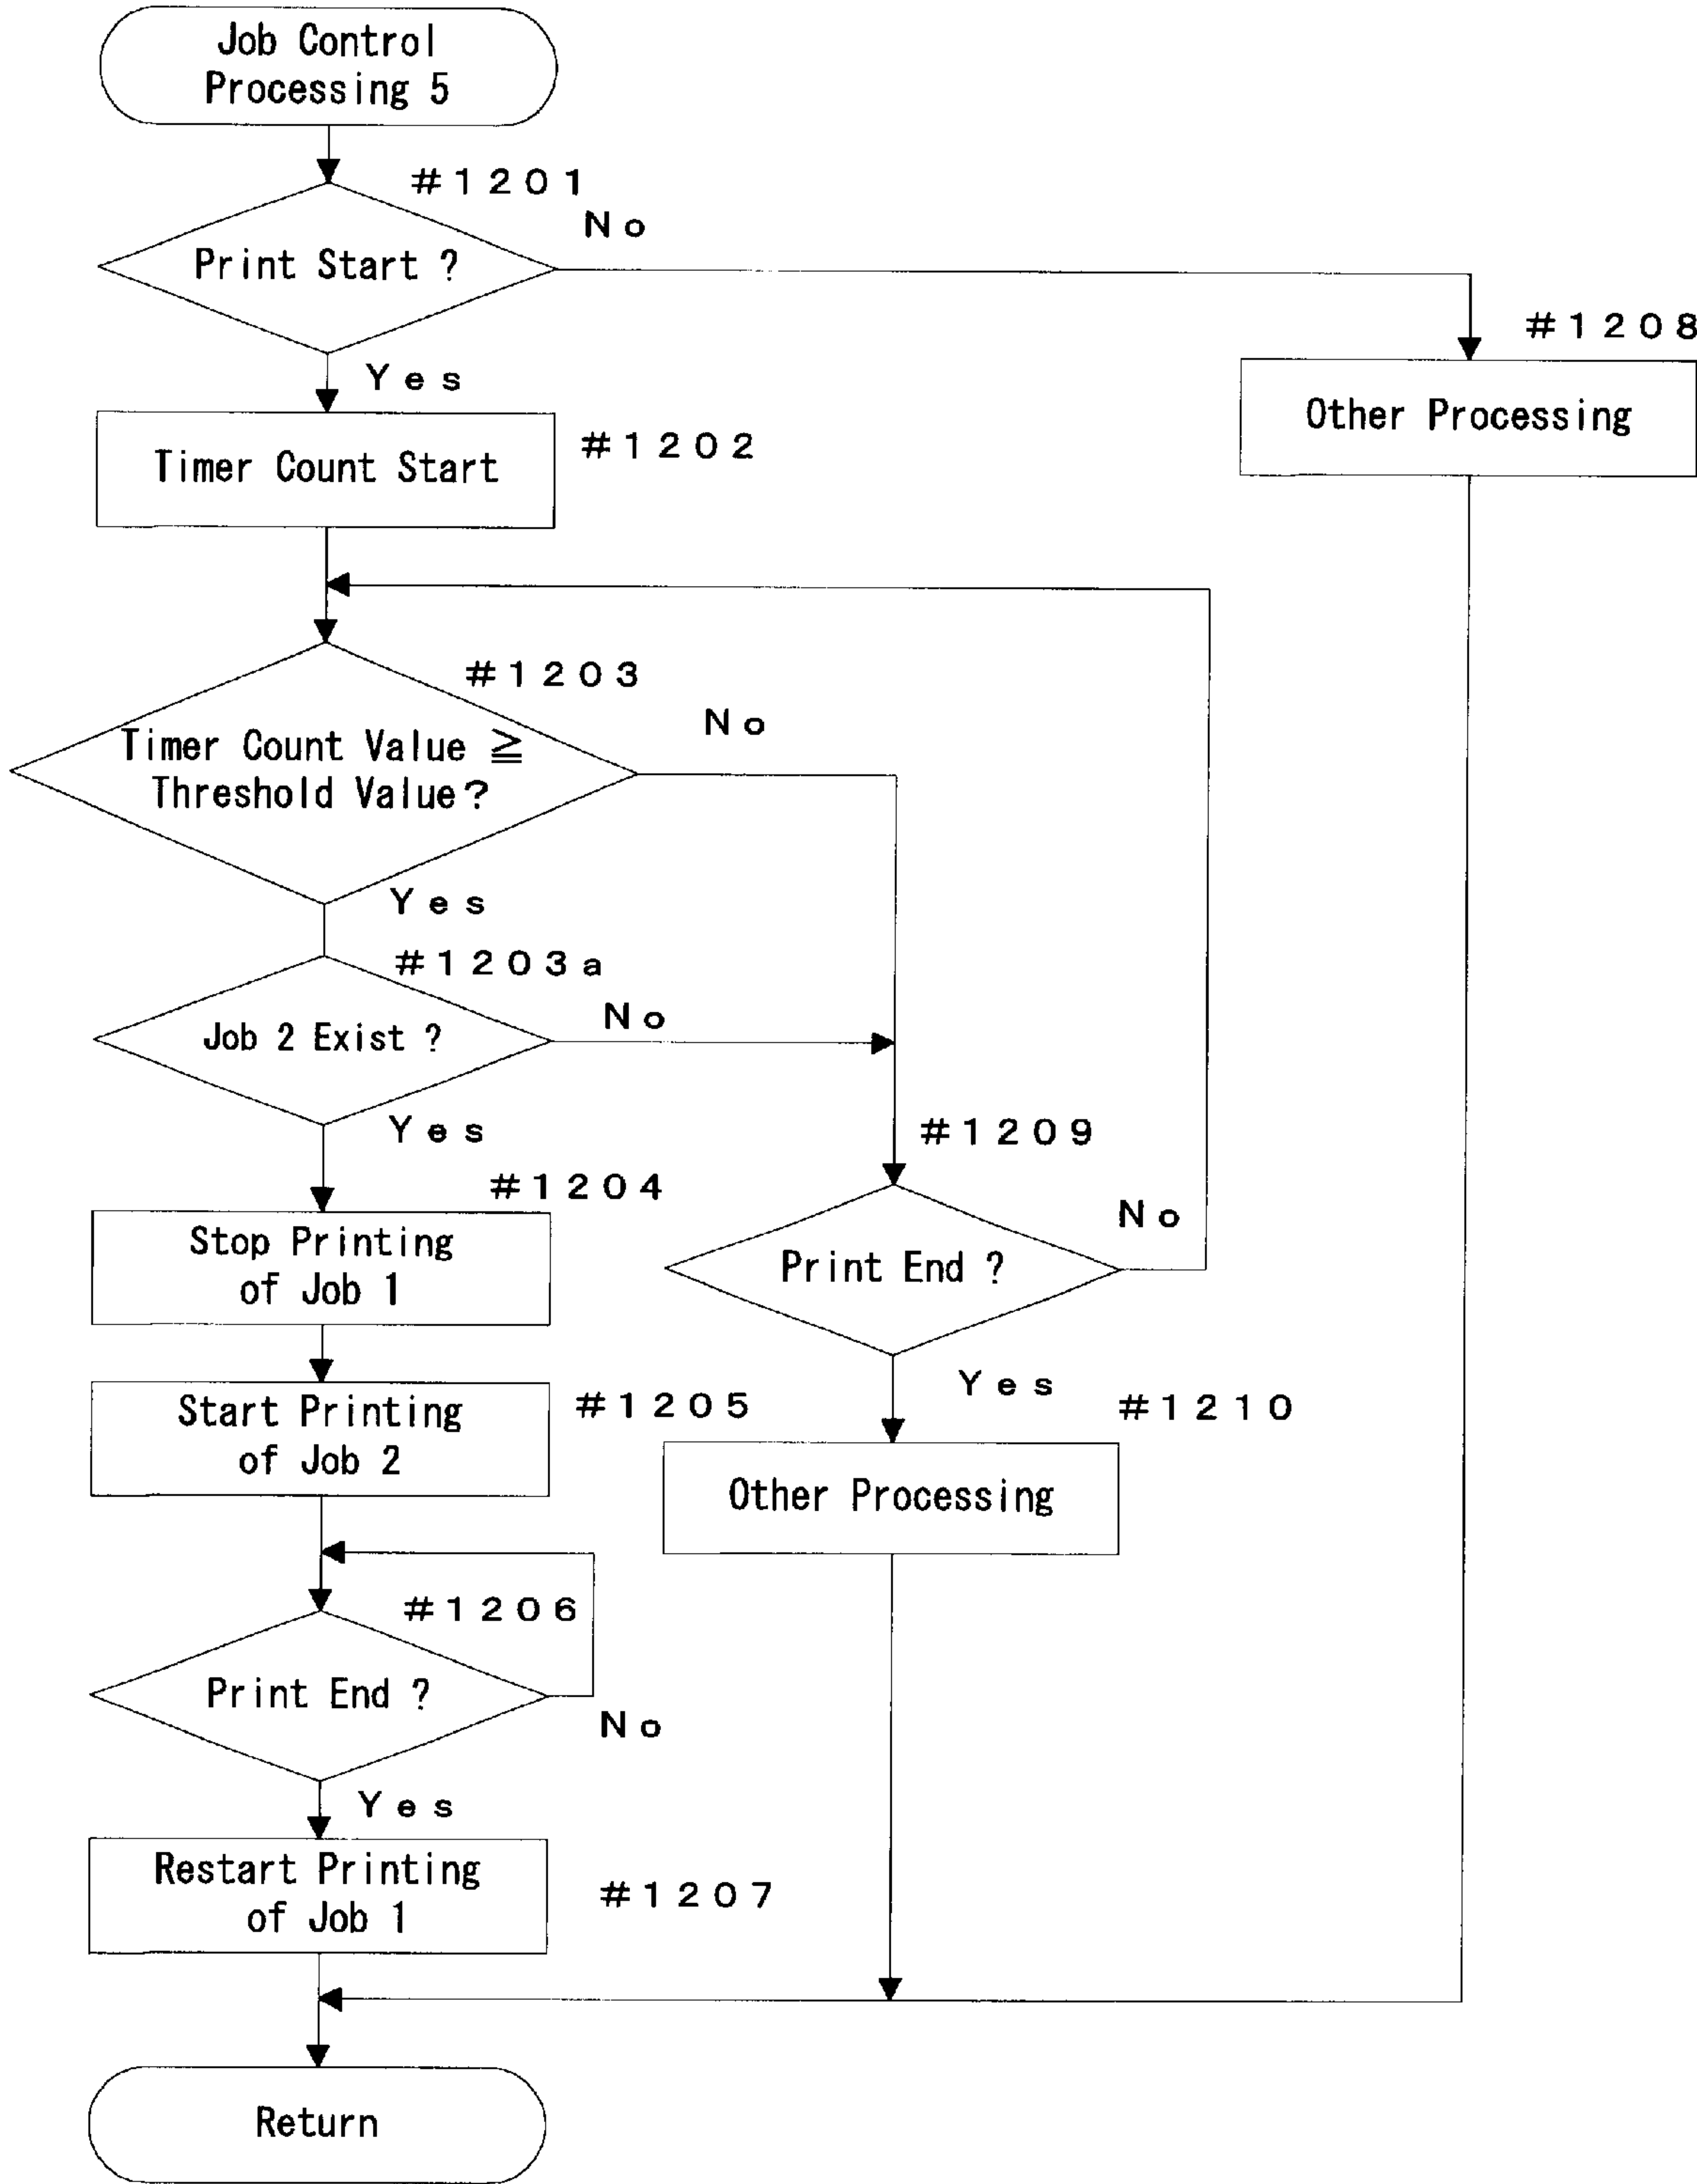 Job Control
Processing 5
#1201
No
Print Start ?
#1208
Yes
Other Processing
#1202
Timer Count Start
#1203
No
Timer Count Value ≧
Threshold Value?
Yes
#1203a
No
Job 2 Exist ?
Yes
#1209
#1204
No
Stop Printing
of Job 1
Print End ?
Yes
#1205
#1210
Start Printing
of Job 2
Other Processing
#1206
Print End ?
No
Yes
Restart Printing
of Job 1
#1207
Return